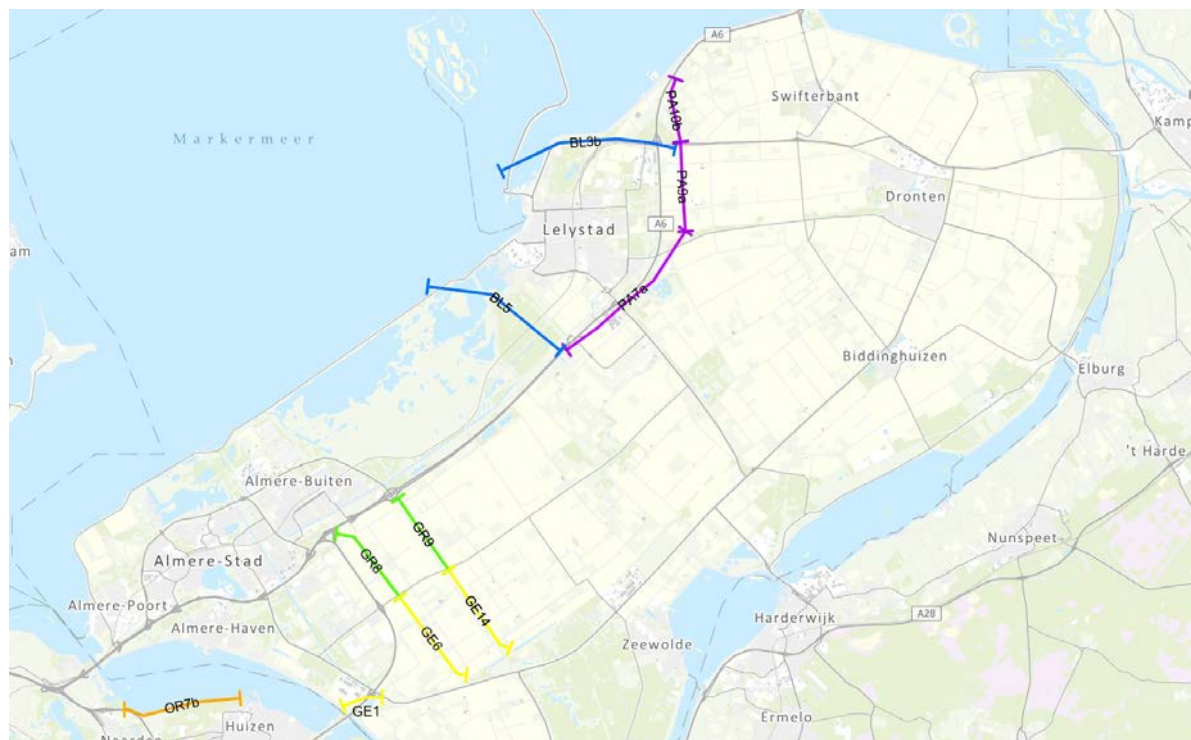 A6
Swifterbant
PA10b
Kamp
Markermeer
BL3b
PA9a
Dronten
A6
Lelystad
am
BL5
PA7a
Biddinghuizen
Elburg
't Harde
Almere-Buiten
GR9
Nunspeet
Almere-Stad
GR8
Almere-Poort
GE14
Harderwijk
A28
Almere-Haven
GE6
Zeewolde
OR7b
GE1
Huizen
Ermelo
Naarden